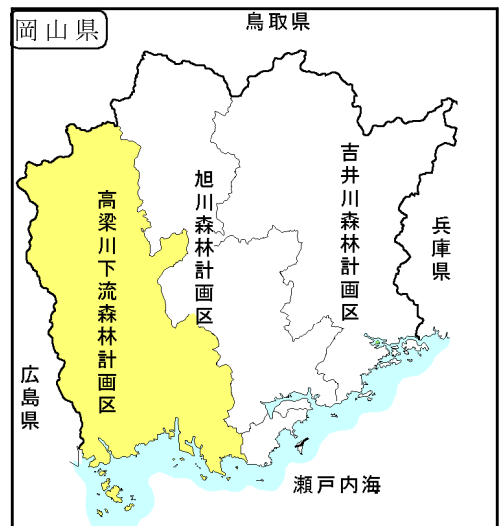 岡山県
鳥取県
吉井川森林計画区
旭川森林計画区
高梁川下流森林計画区
兵庫県
広島県
瀬戸内海